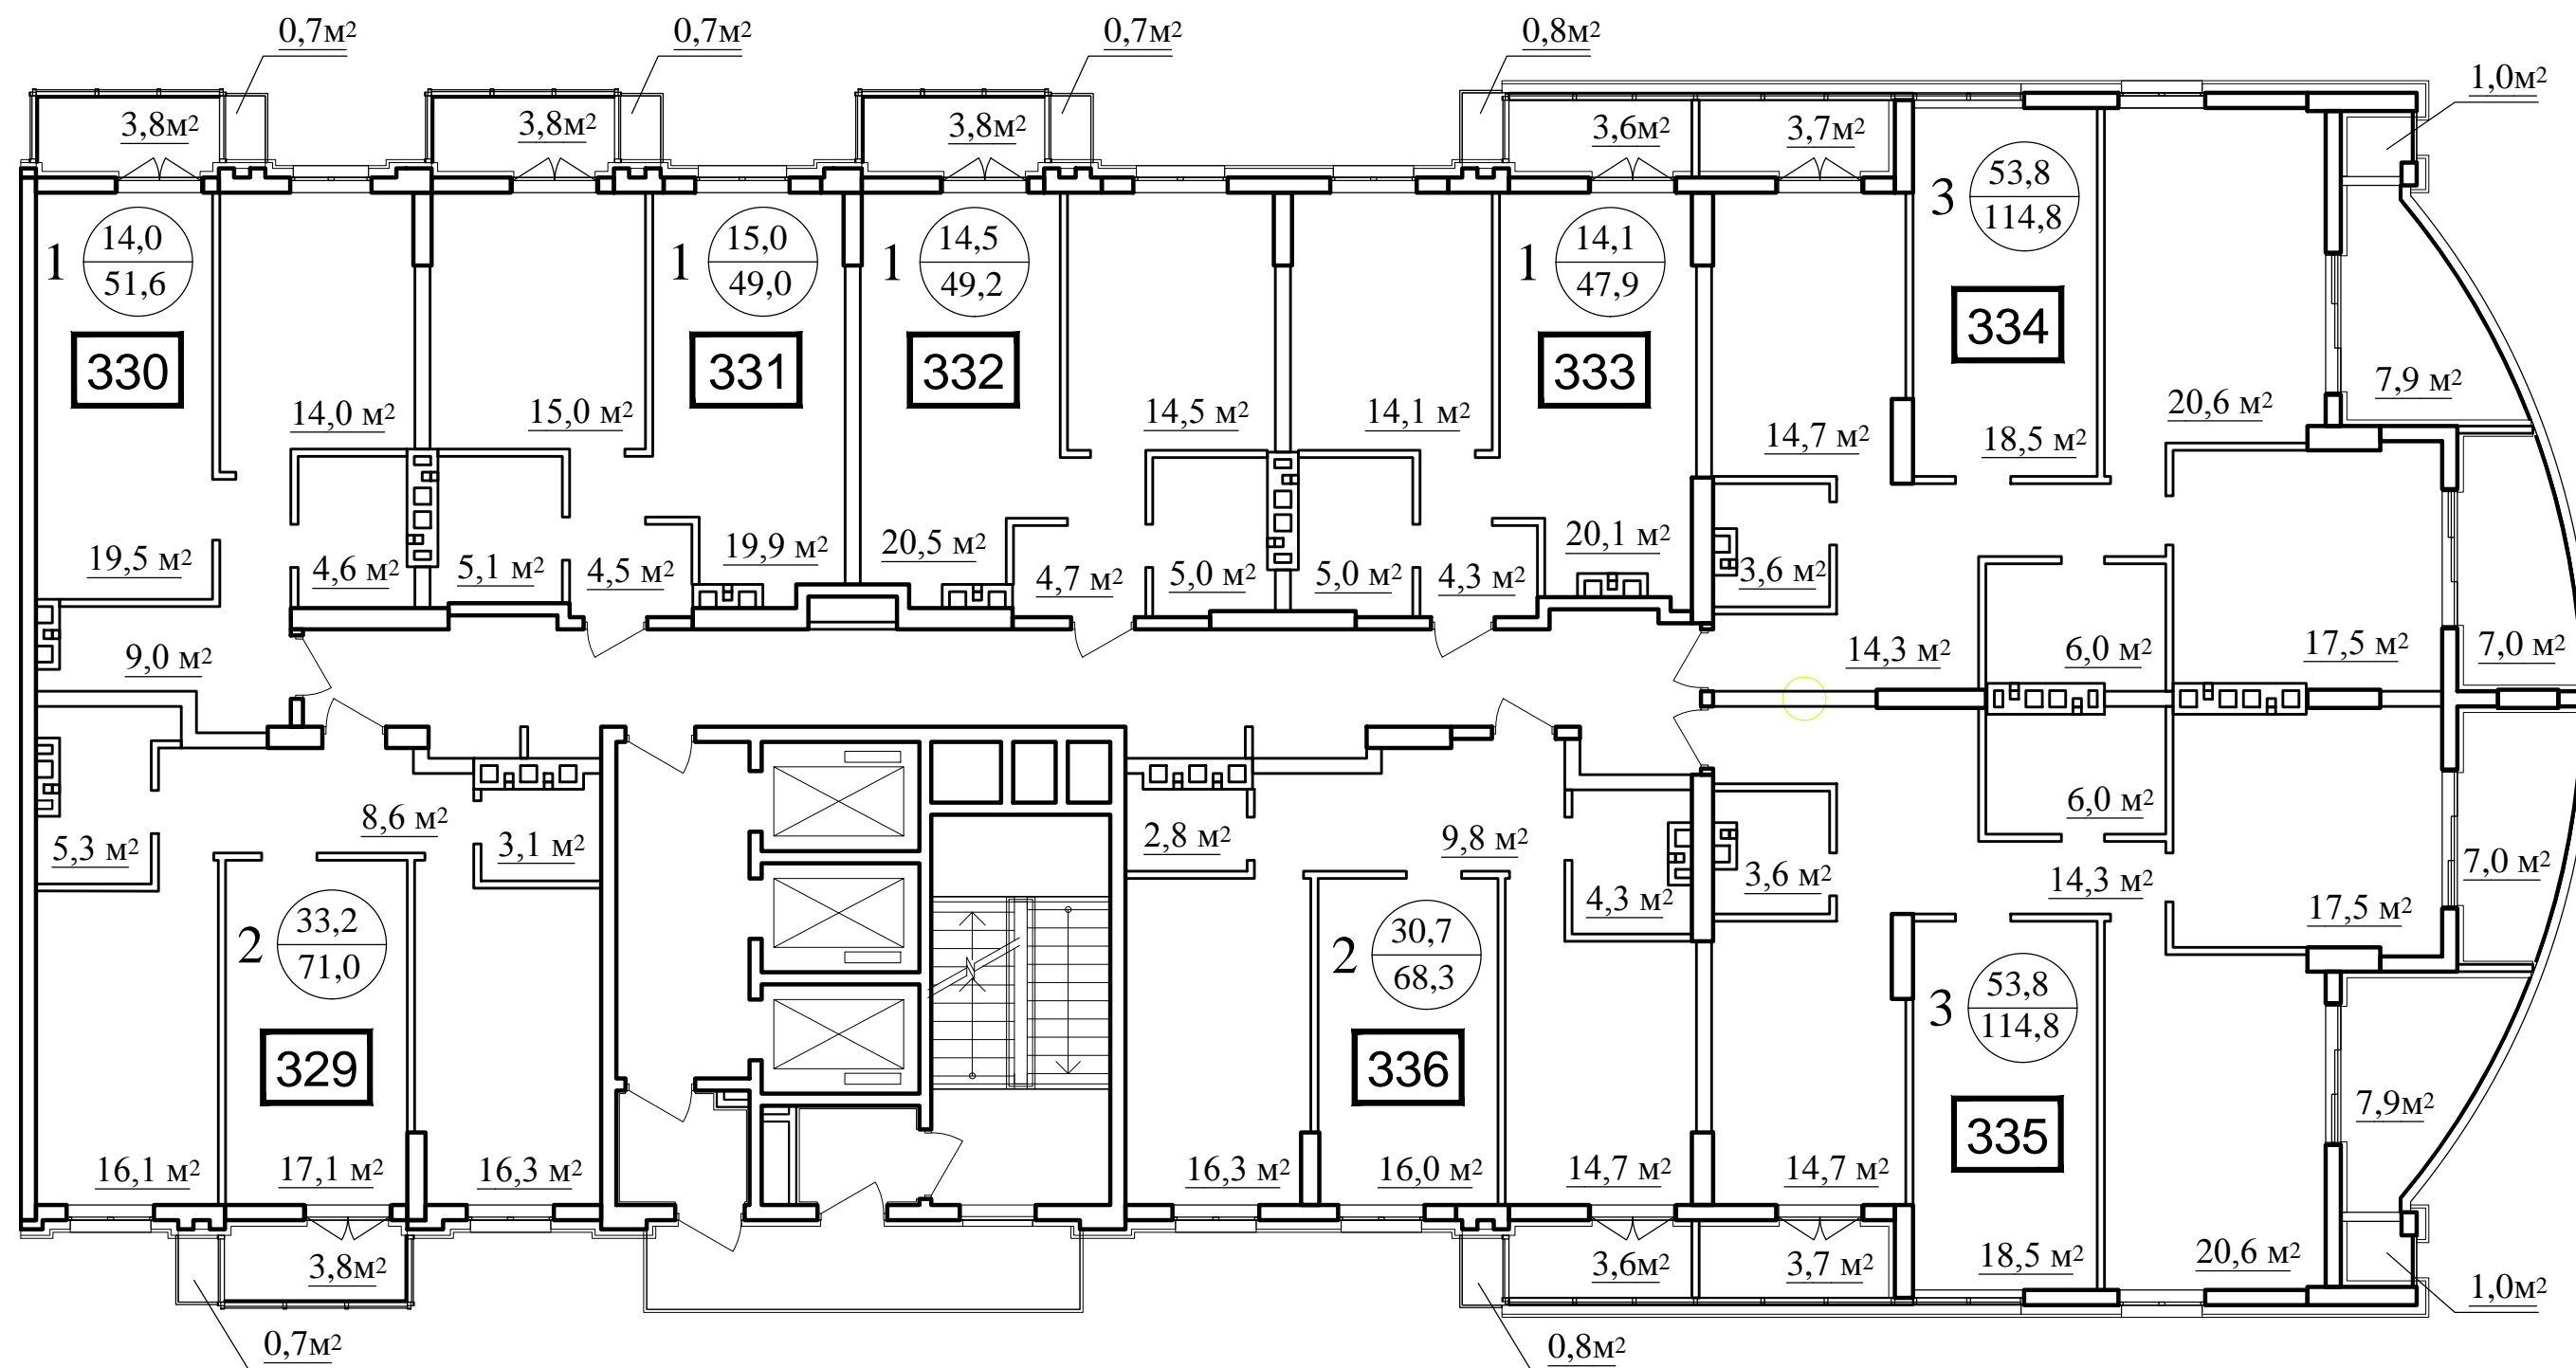 0,7м²
0,7м²
0,7м²
0,8м²
1,0м²
3,8м²
3,8м²
3,8м²
3,6м²
3,7м²
1
14,0
51,6
330
1
15,0
49,0
331
1
14,5
49,2
332
1
14,1
47,9
333
3
53,8
114,8
334
14,0 м²
15,0 м²
14,5 м²
14,1 м²
14,7 м²
18,5 м²
20,6 м²
7,9 м²
19,5 м²
4,6 м²
5,1 м²
4,5 м²
19,9 м²
20,5 м²
4,7 м²
5,0 м²
5,0 м²
4,3 м²
20,1 м²
3,6 м²
9,0 м²
14,3 м²
6,0 м²
17,5 м²
7,0 м²
5,3 м²
8,6 м²
3,1 м²
2,8 м²
9,8 м²
4,3 м²
3,6 м²
6,0 м²
14,3 м²
17,5 м²
7,0 м²
2
33,2
71,0
329
2
30,7
68,3
336
3
53,8
114,8
335
7,9м²
16,1 м²
17,1 м²
16,3 м²
16,3 м²
16,0 м²
14,7 м²
14,7 м²
18,5 м²
20,6 м²
3,8м²
3,6м²
3,7 м²
1,0м²
0,7м²
0,8м²